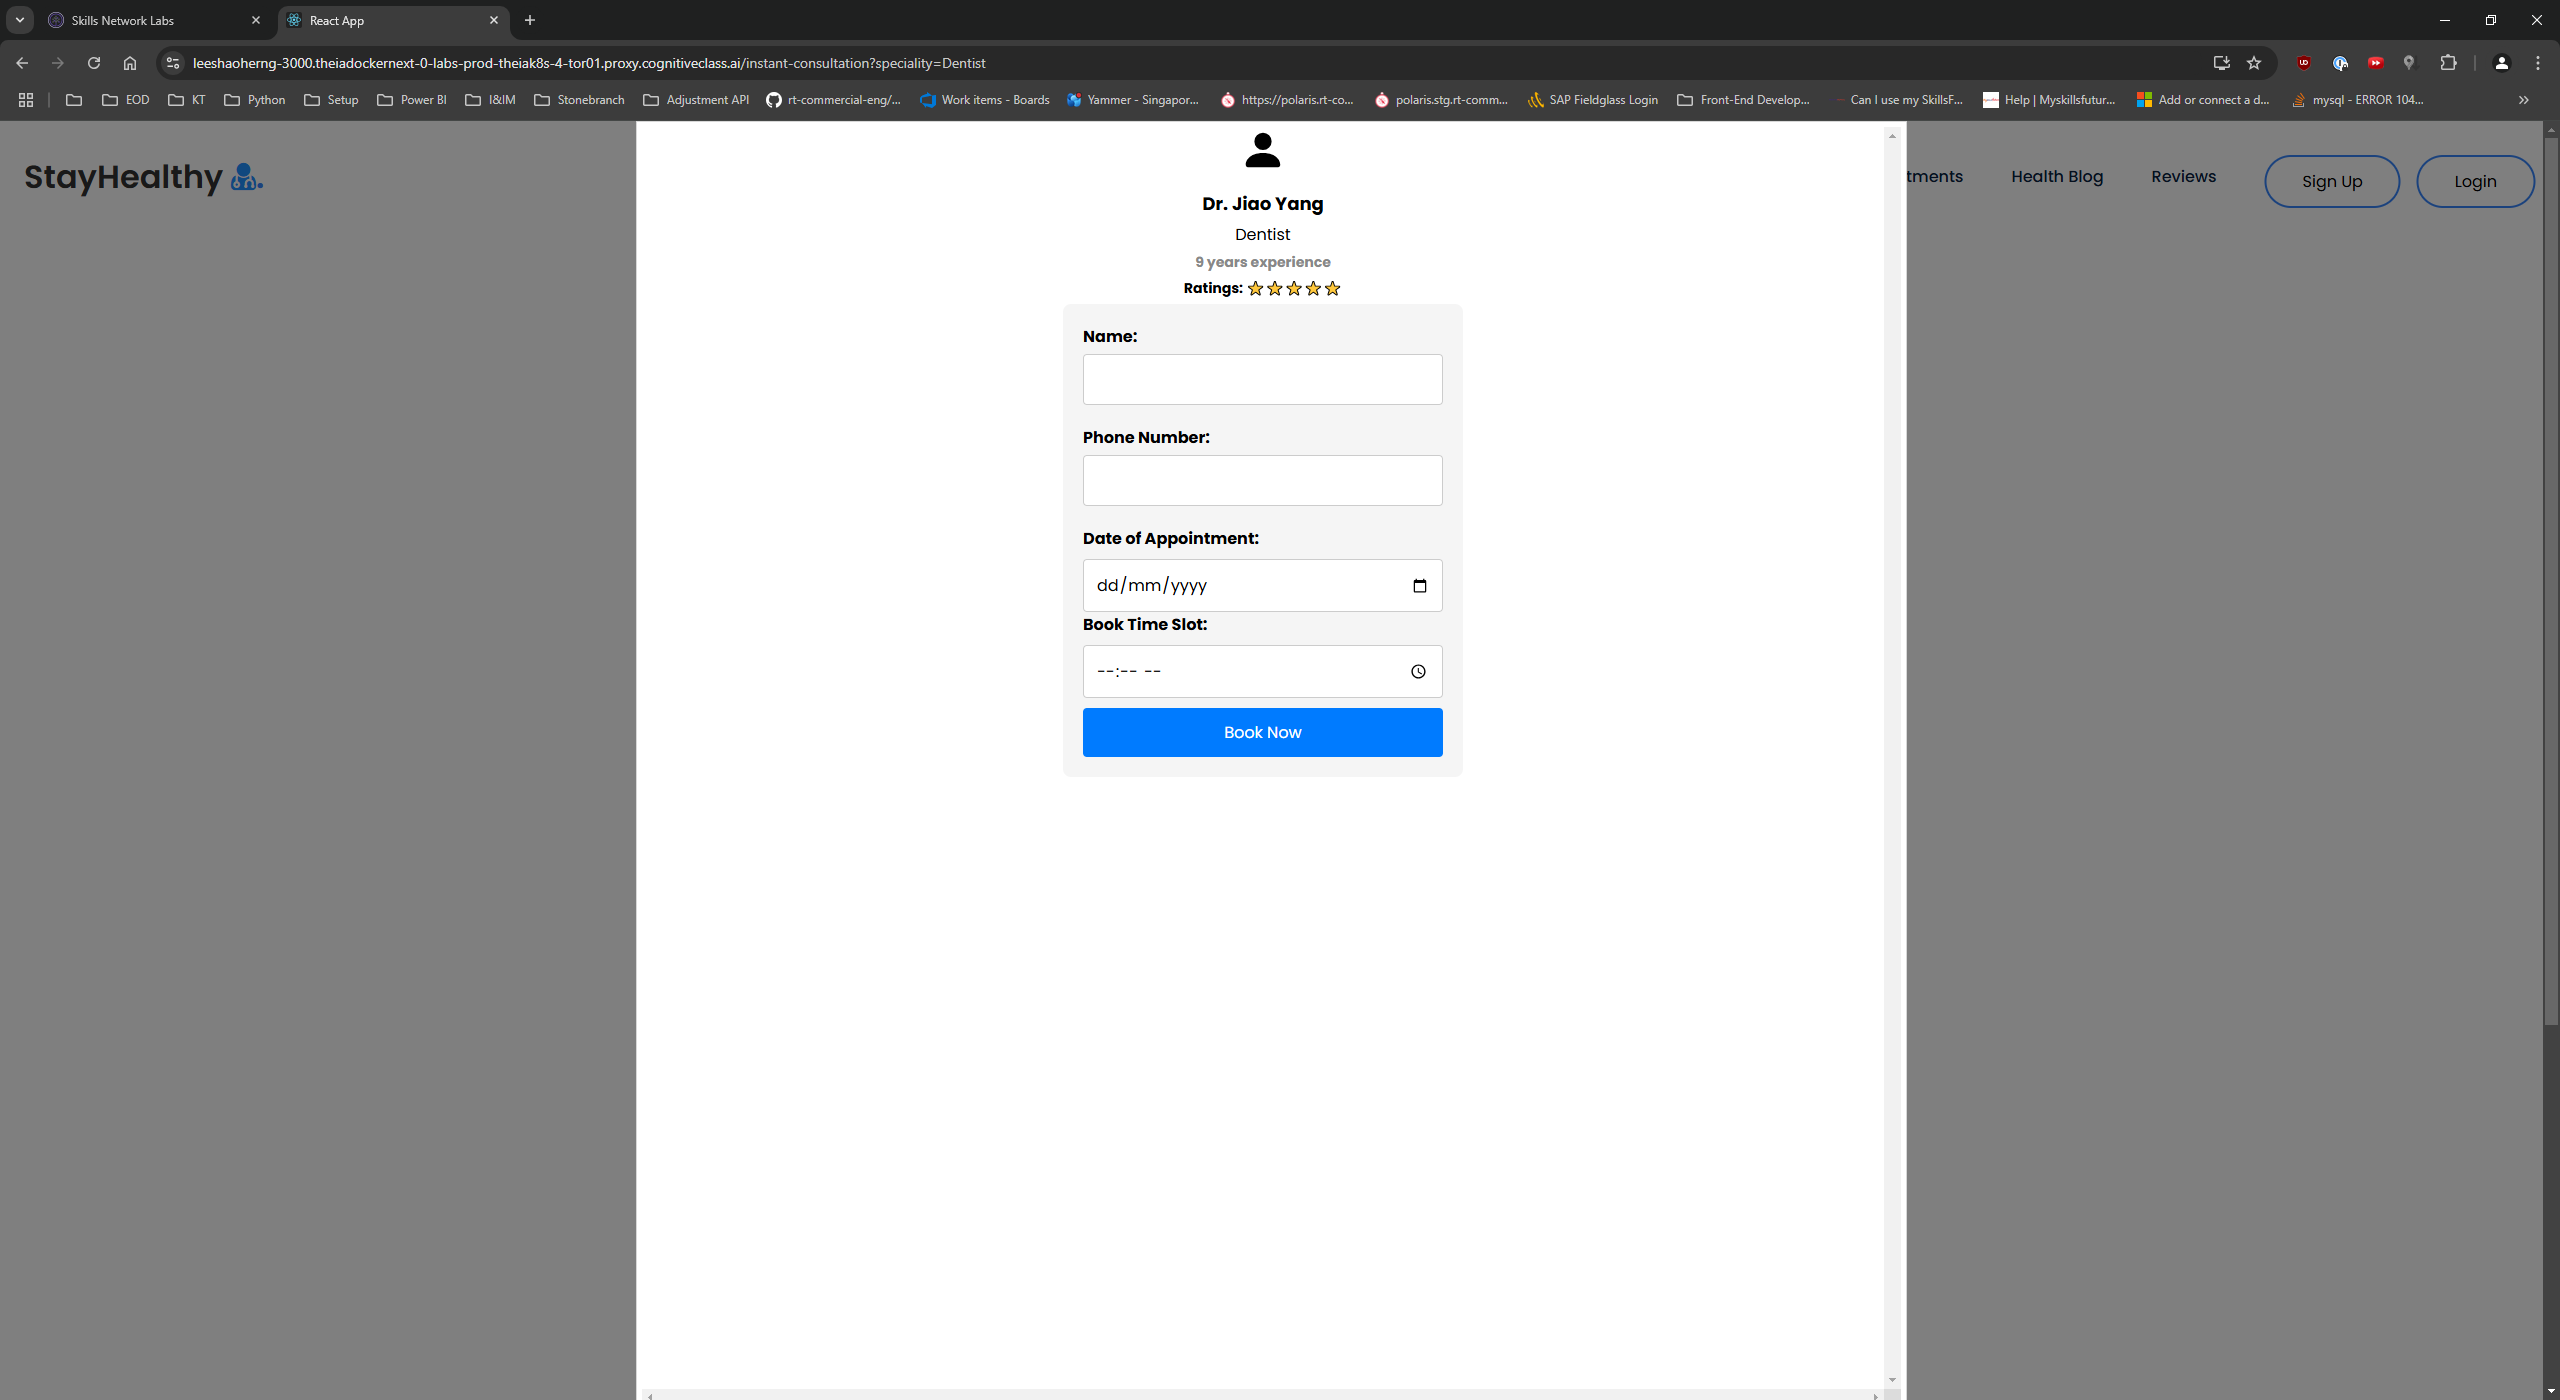 Skills Network Labs
React App
leeshaoherng-3000.theiadockernext-0-labs-prod-theiak8s-4-tor01.proxy.cognitiveclass.ai/instant-consultation?speciality=Dentist
EOD
KT
Python
Setup
Power BI
I&IM
Stonebranch
Adjustment API
rt-commercial-eng/...
Work items - Boards
Yammer - Singapor...
https://polaris.rt-co...
polaris.stg.rt-comm...
SAP Fieldglass Login
Front-End Develop...
Can I use my SkillsF...
Help | Myskillsfutur...
Add or connect a d...
mysql - ERROR 104...
StayHealthy
tments
Health Blog
Reviews
Sign Up
Login
Dr. Jiao Yang
Dentist
9 years experience
Ratings:
Name:
Phone Number:
Date of Appointment:
dd/mm/yyyy
Book Time Slot:
--:-- --
Book Now